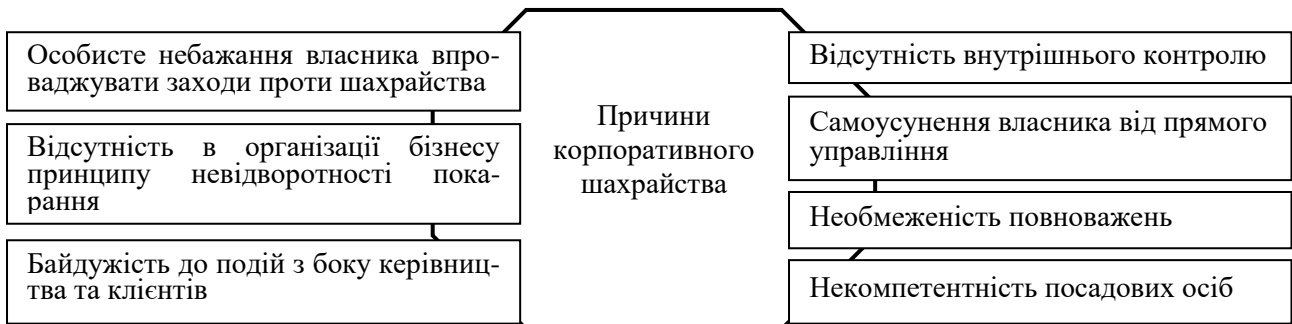 Особисте небажання власника впро-
ваджувати заходи проти шахрайства
Відсутність в організації бізнесу
принципу невідворотності пока-
рання
Байдужість до подій з боку керівниц-
тва та клієнтів
Причини
корпоративного
шахрайства
Відсутність внутрішнього контролю
Самоусунення власника від прямого
управління
Необмеженість повноважень
Некомпетентність посадових осіб